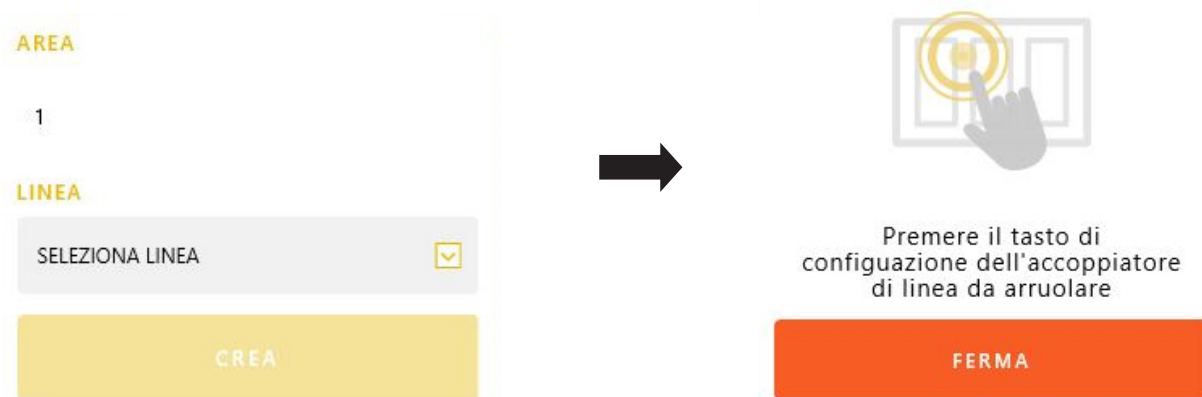 AREA
1
LINEA
SELEZIONA LINEA
CREA
Premere il tasto di
configuazione dell'accoppiatore
di linea da arruolare
FERMA